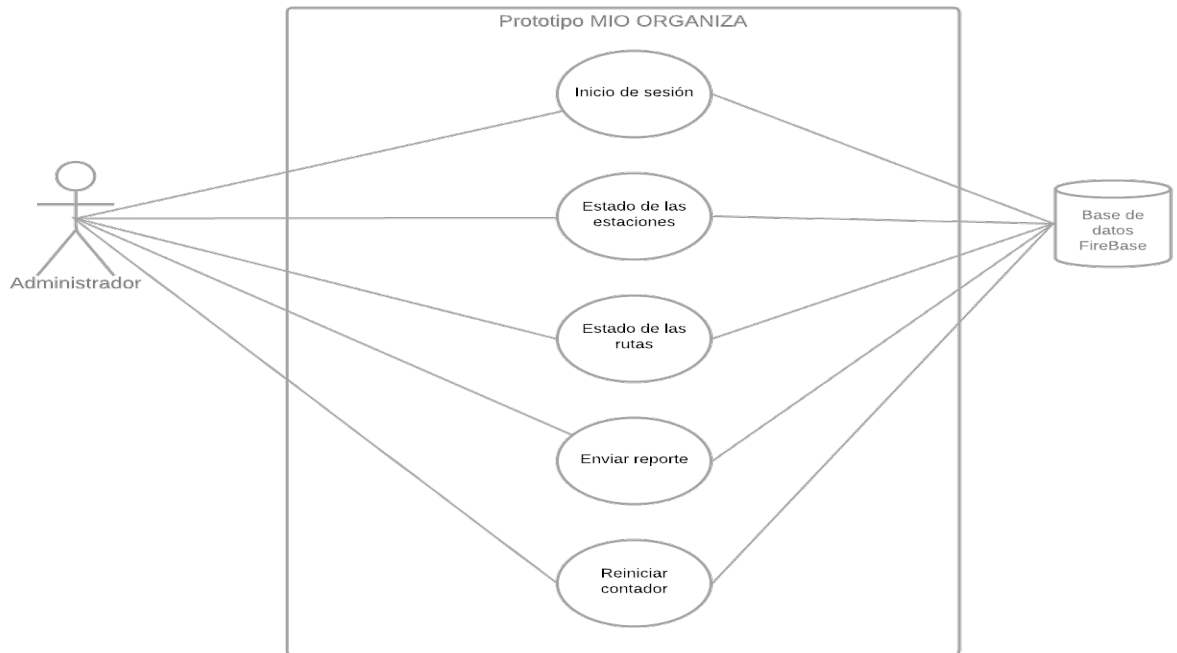 Prototipo MIO ORGANIZA
Inicio de sesión
Estado de las
estaciones
Base de
datos
FireBase
Administrador
Estado de las
rutas
Enviar reporte
Reiniciar
contador